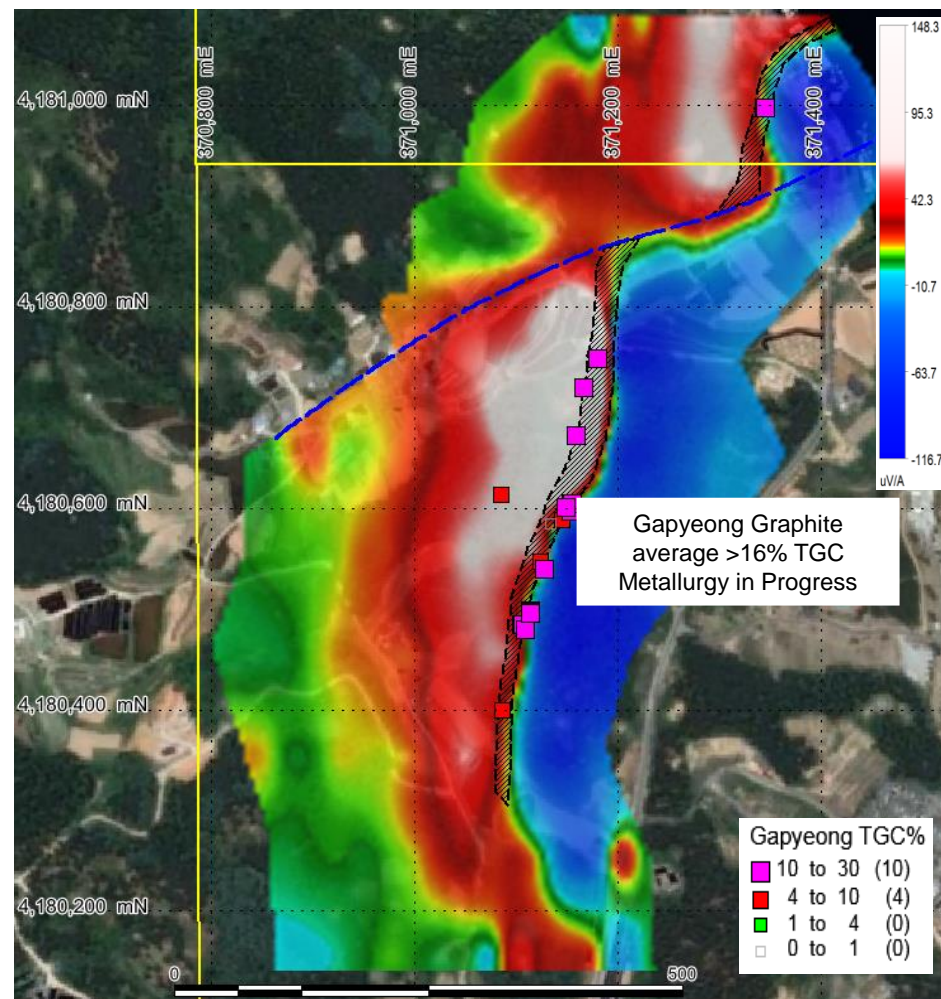 370,800 mE
371,000 mE
371,200 mE
371,400 mE
148.3
95.3
42.3
-10.7
-63.7
-116.7
uV/A
4,181,000 mN
4,180,800 mN
4,180,600 mN
4,180,400 mN
4,180,200 mN
Gapyeong Graphite
average >16% TGC
Metallurgy in Progress
Gapyeong TGC%
10 to 30 (10)
4 to 10 (4)
1 to 4 (0)
0 to 1 (0)
0 500